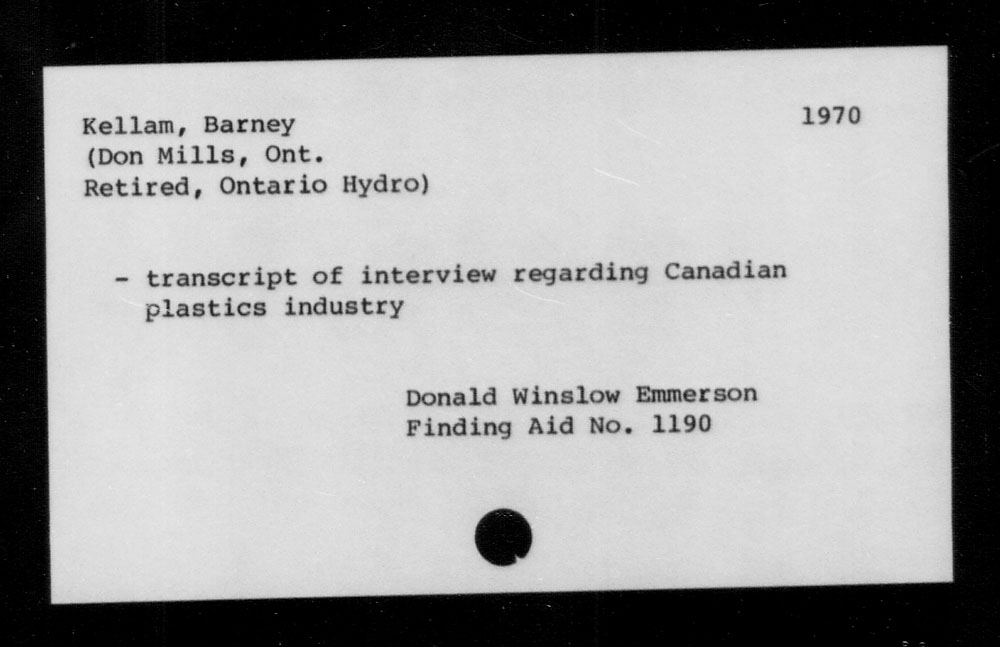 Kellam, Barney 1970
(Don Mills, Ont.
Retired, Ontario Hydro)
- transcript of interview regarding Canadian
plastics industry
Donald Winslow Emmerson
Finding Aid No. 1190